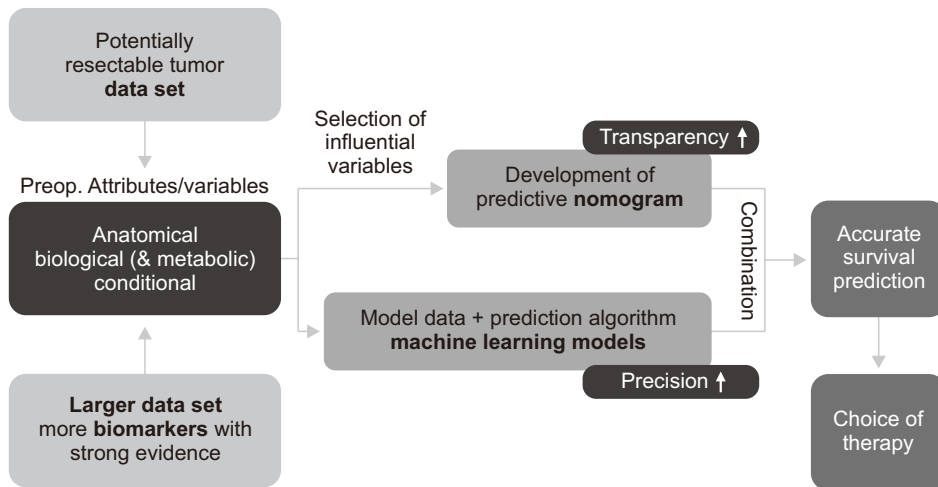 Potentially
resectable tumor
data set
Preop. Attributes/variables
Anatomical
biological (& metabolic)
conditional
Larger data set
more biomarkers with
strong evidence
Selection of
influential
variables
Transparency ↑
Development of
predictive nomogram
Model data + prediction algorithm
machine learning models
Precision ↑
Combination
Accurate
survival
prediction
Choice of
therapy